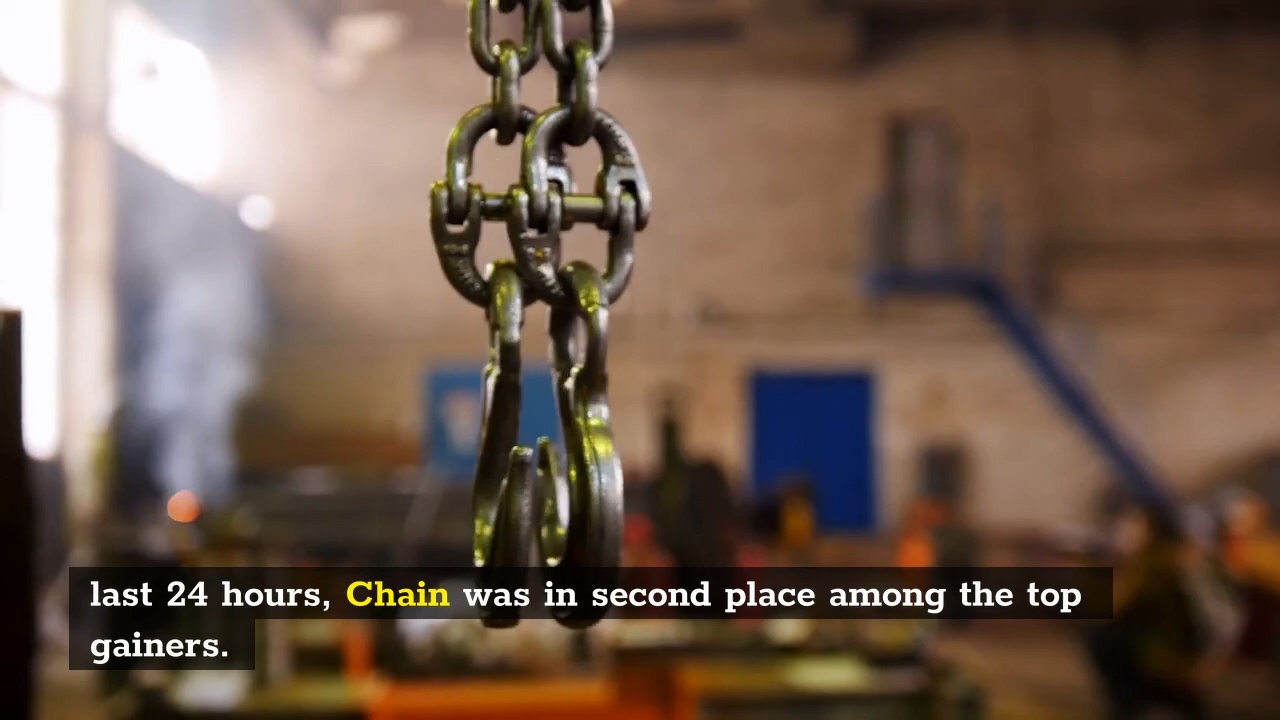 last 24 hours, Chain was in second place among the top
gainers.